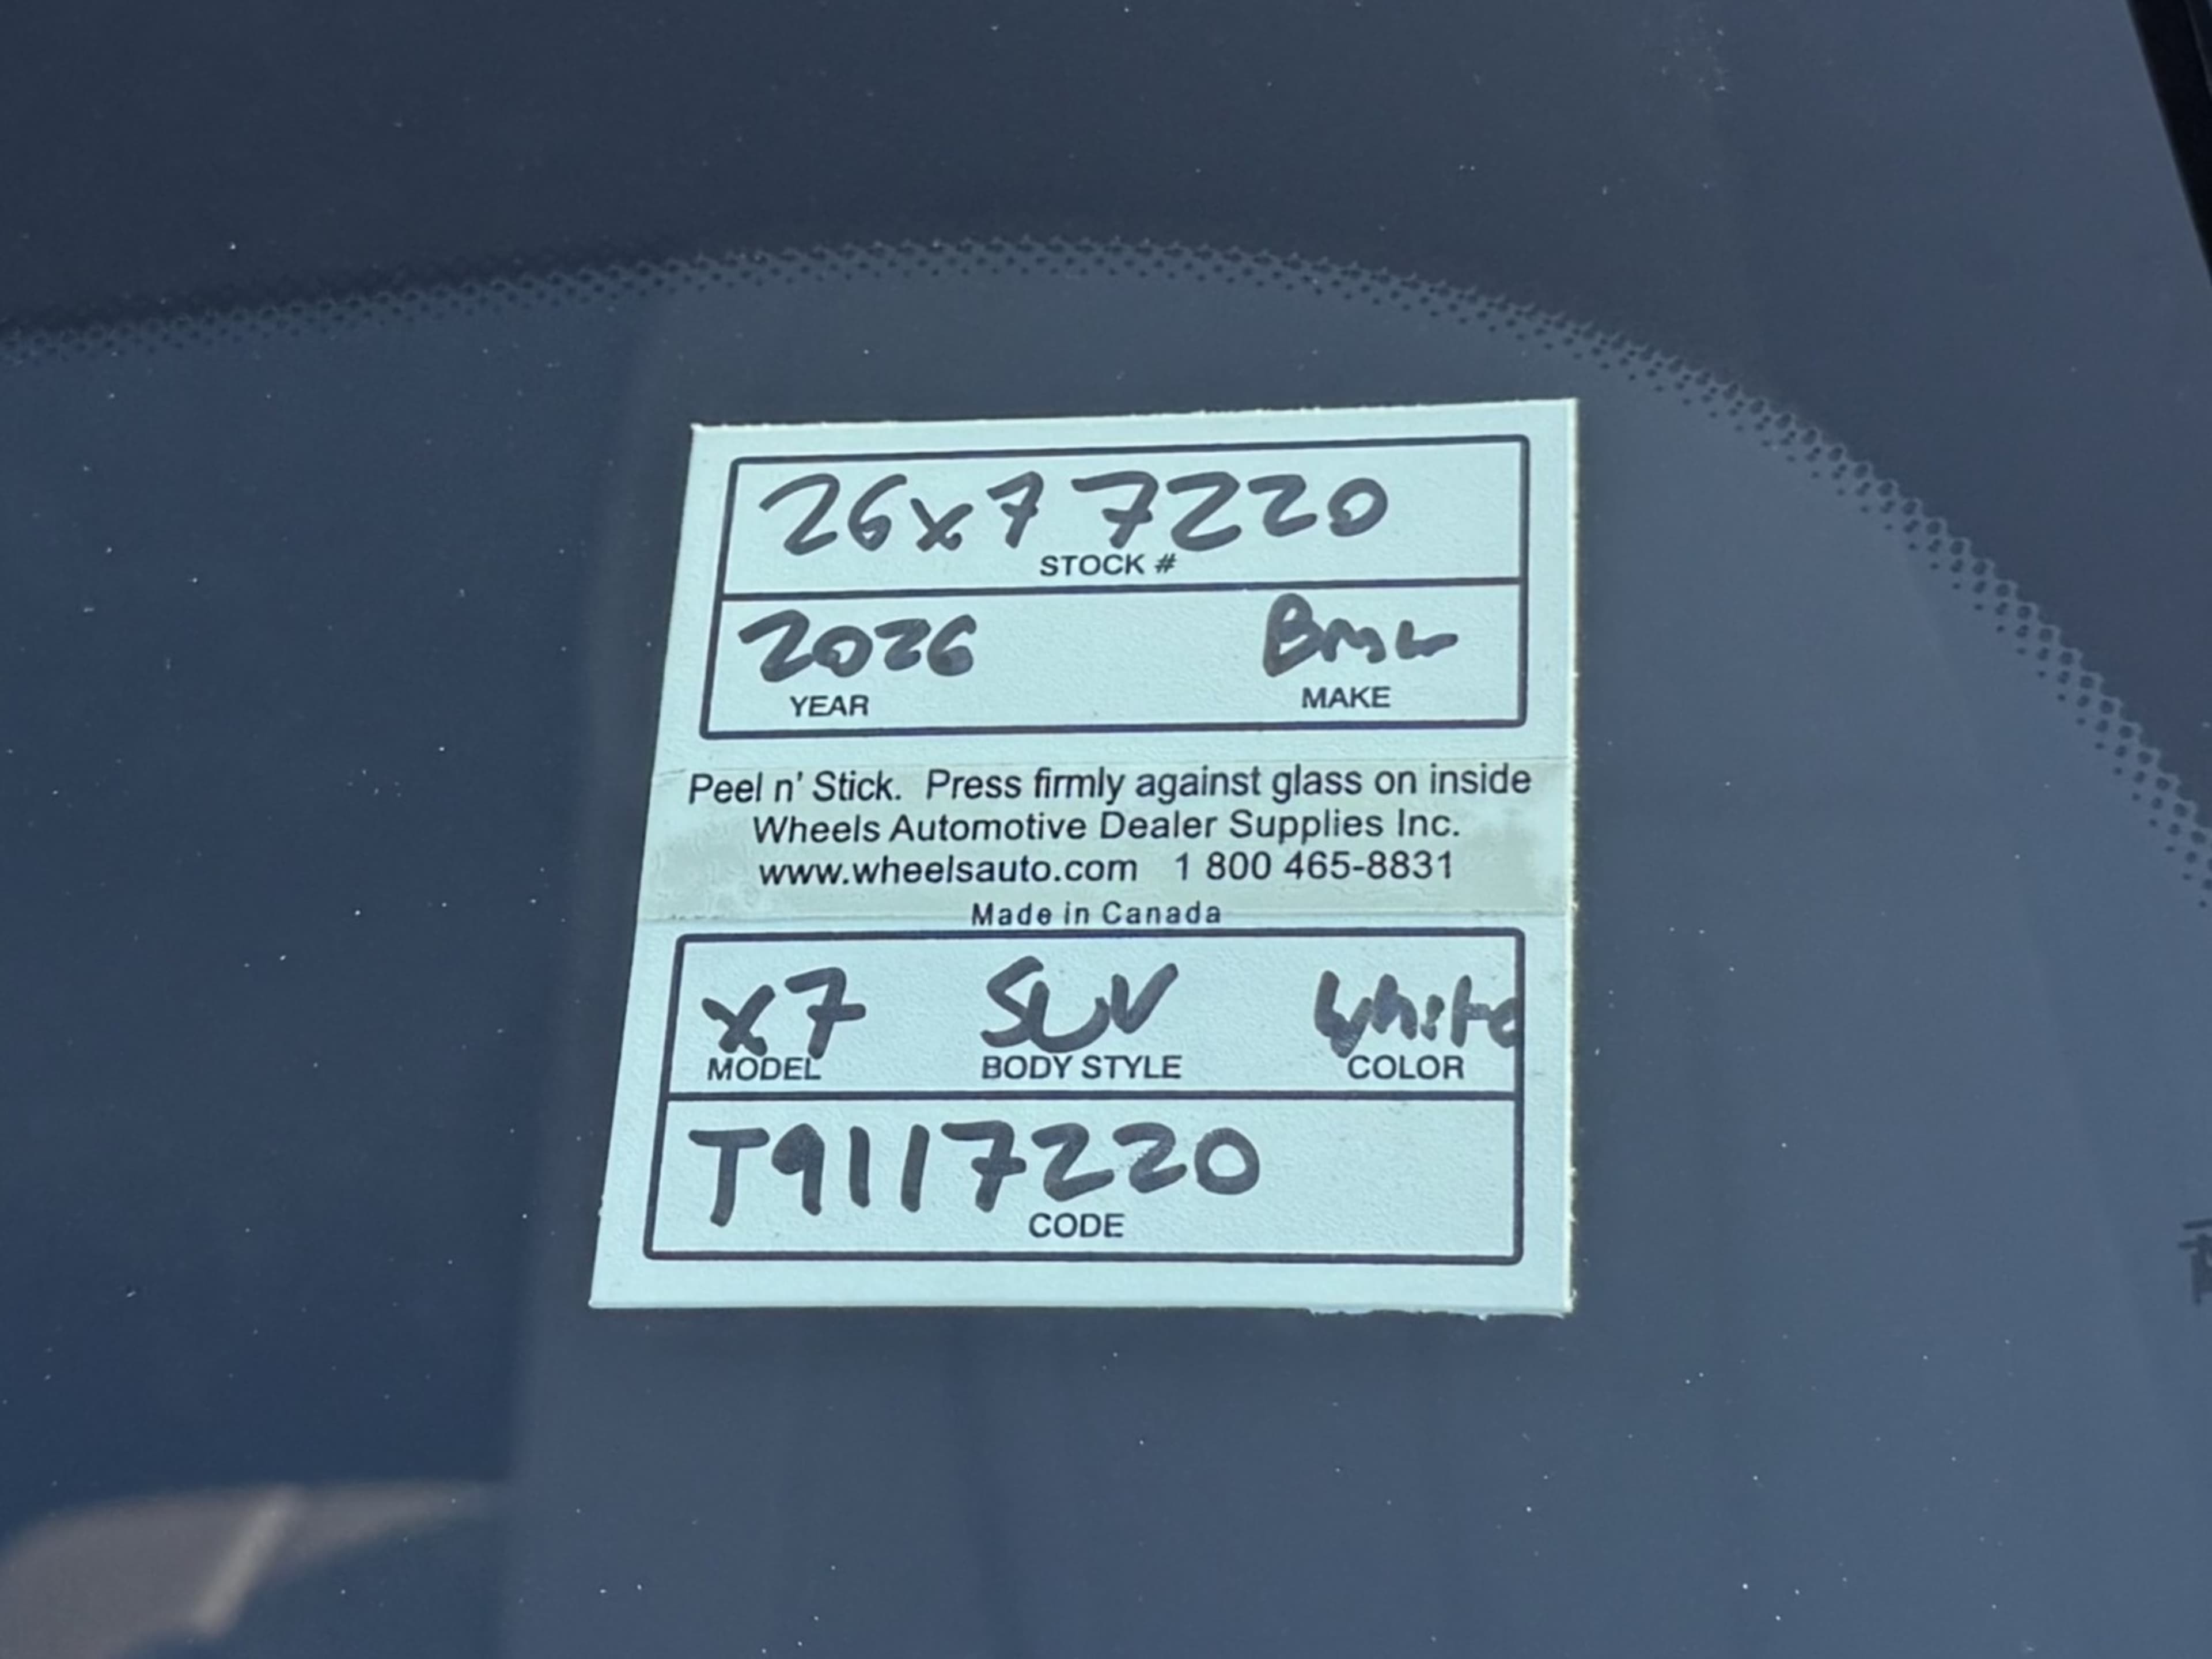 26x7 7220
STOCK #
2026 Bmw
YEAR MAKE
Peel n' Stick. Press firmly against glass on inside
Wheels Automotive Dealer Supplies Inc.
www.wheelsauto.com 1 800 465-8831
Made in Canada
x7 SUV White
MODEL BODY STYLE COLOR
T9117220
CODE